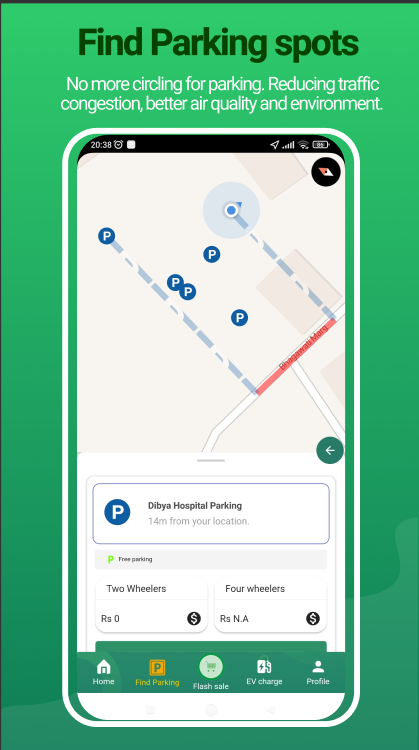 Find Parking spots
No more circling for parking. Reducing traffic
congestion, better air quality and environment.
20:38
86
P
P
P
P
P
Bhagawati Marg
P
Dibya Hospital Parking
14m from your location.
P Free parking
Two Wheelers
Four wheelers
Rs 0
$
Rs N.A
$
Home
P
Find Parking
Flash sale
EV charge
Profile